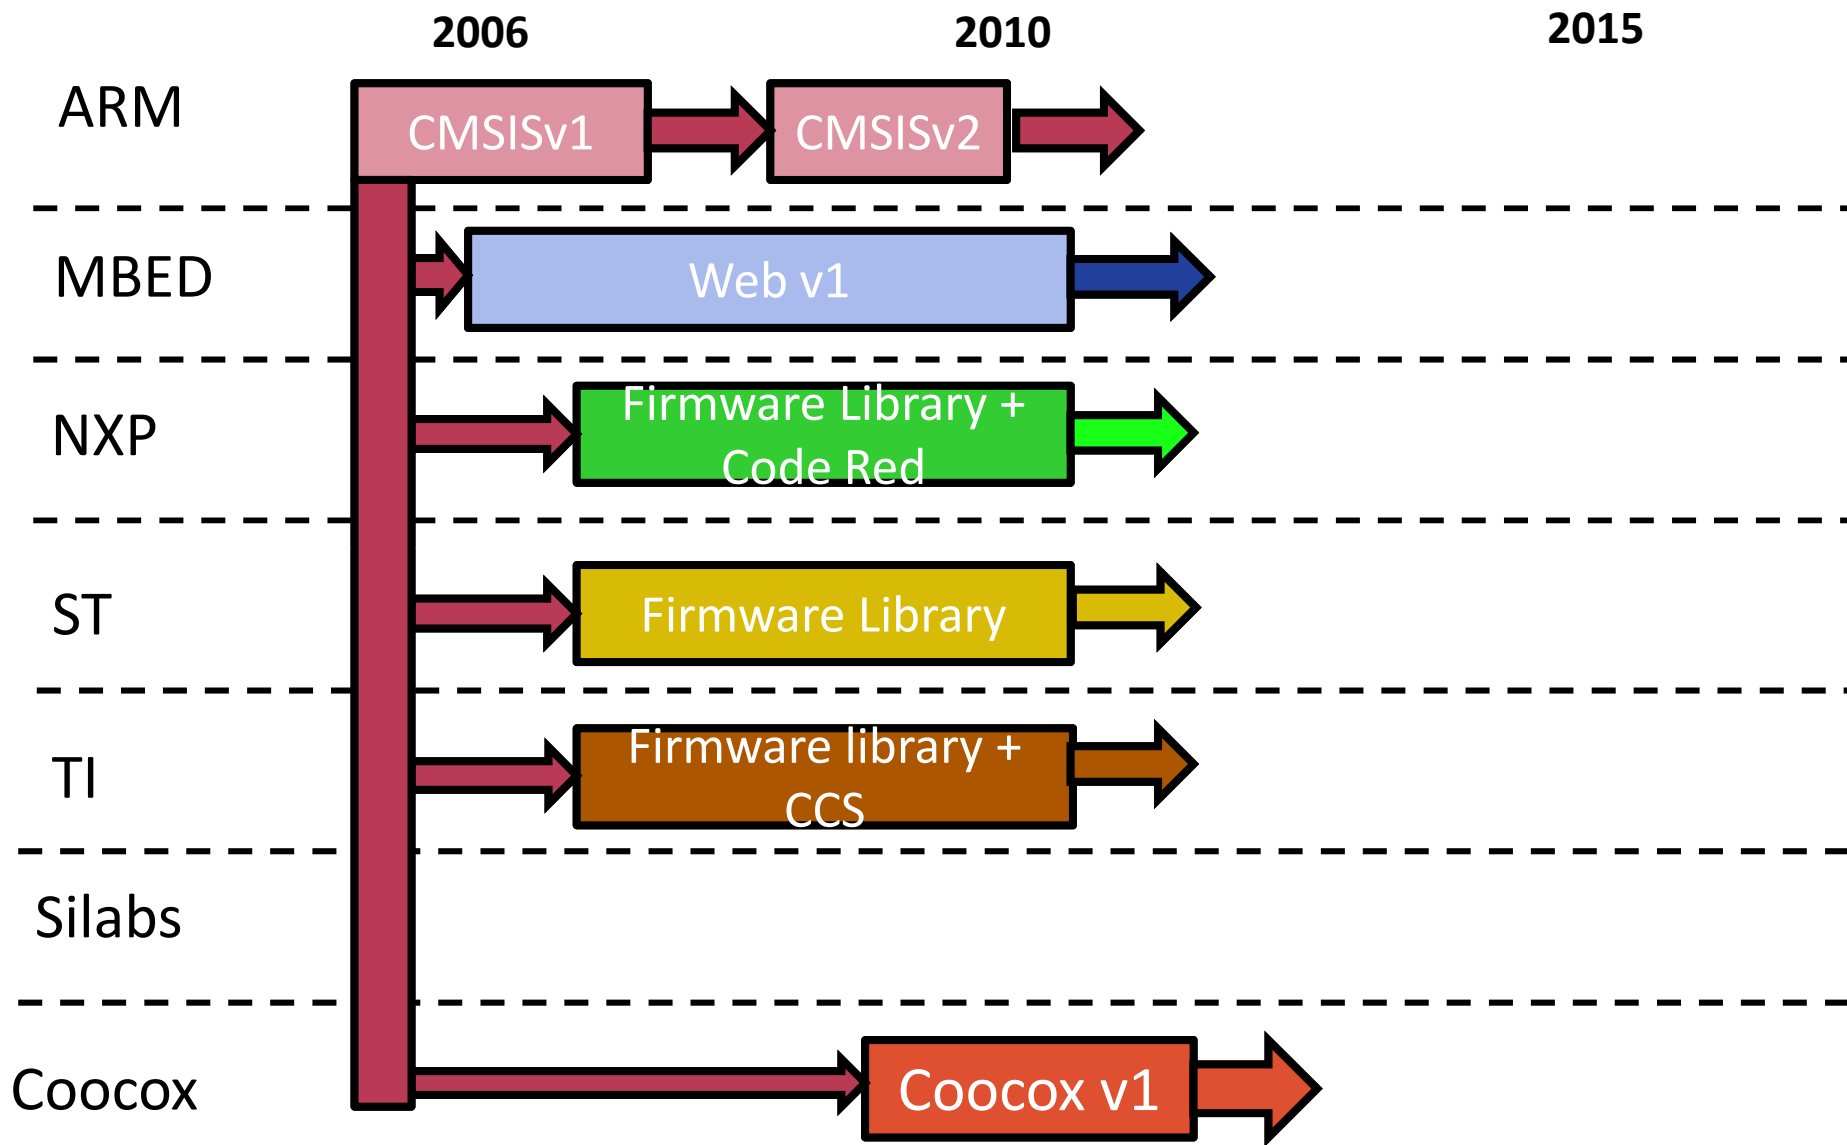 2006 2010 2015
ARM
CMSISv1
CMSISv2
MBED
Web v1
NXP
Firmware Library +
Code Red
ST
Firmware Library
TI
Firmware library +
CCS
Silabs
Coocox
Coocox v1